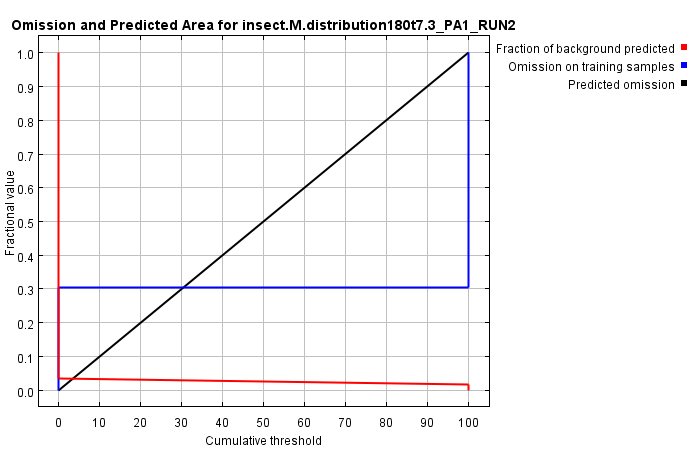 Omission and Predicted Area for insect.M.distribution180t7.3_PA1_RUN2
Fraction of background predicted
Omission on training samples
Predicted omission
Fractional value
1.0
0.9
0.8
0.7
0.6
0.5
0.4
0.3
0.2
0.1
0.0
0 10 20 30 40 50 60 70 80 90 100
Cumulative threshold